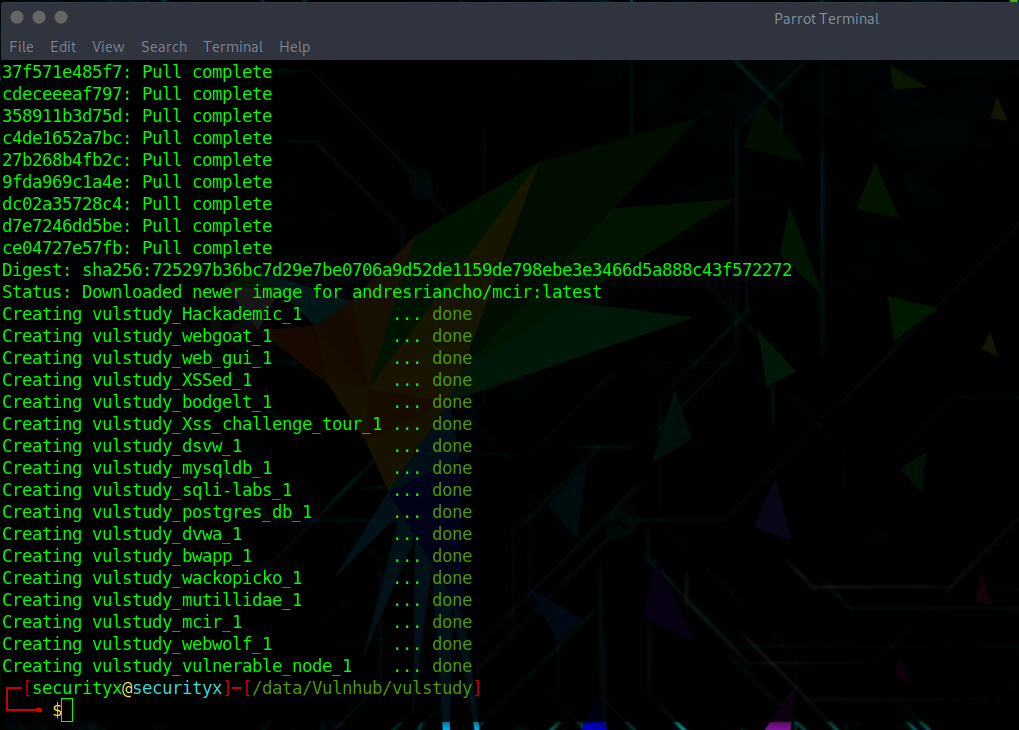 Parrot Terminal
File Edit View Search Terminal Help
37f571e485f7: Pull complete
cdeceeeaf797: Pull complete
358911b3d75d: Pull complete
c4de1652a7bc: Pull complete
27b268b4fb2c: Pull complete
9fda969c1a4e: Pull complete
dc02a35728c4: Pull complete
d7e7246dd5be: Pull complete
ce04727e57fb: Pull complete
Digest: sha256:725297b36bc7d29e7be0706a9d52de1159de798ebe3e3466d5a888c43f572272
Status: Downloaded newer image for andresriancho/mcir:latest
Creating vulstudy_Hackademic_1 ... done
Creating vulstudy_webgoat_1 ... done
Creating vulstudy_web_gui_1 ... done
Creating vulstudy_XSSed_1 ... done
Creating vulstudy_bodgelt_1 ... done
Creating vulstudy_Xss_challenge_tour_1 ... done
Creating vulstudy_dsvw_1 ... done
Creating vulstudy_mysqldb_1 ... done
Creating vulstudy_sqli-labs_1 ... done
Creating vulstudy_postgres_db_1 ... done
Creating vulstudy_dvwa_1 ... done
Creating vulstudy_bwapp_1 ... done
Creating vulstudy_wackopicko_1 ... done
Creating vulstudy_mutillidae_1 ... done
Creating vulstudy_mcir_1 ... done
Creating vulstudy_webwolf_1 ... done
Creating vulstudy_vulnerable_node_1 ... done
┌─[securityx@securityx]─[/data/Vulnhub/vulstudy]
└──╼ $